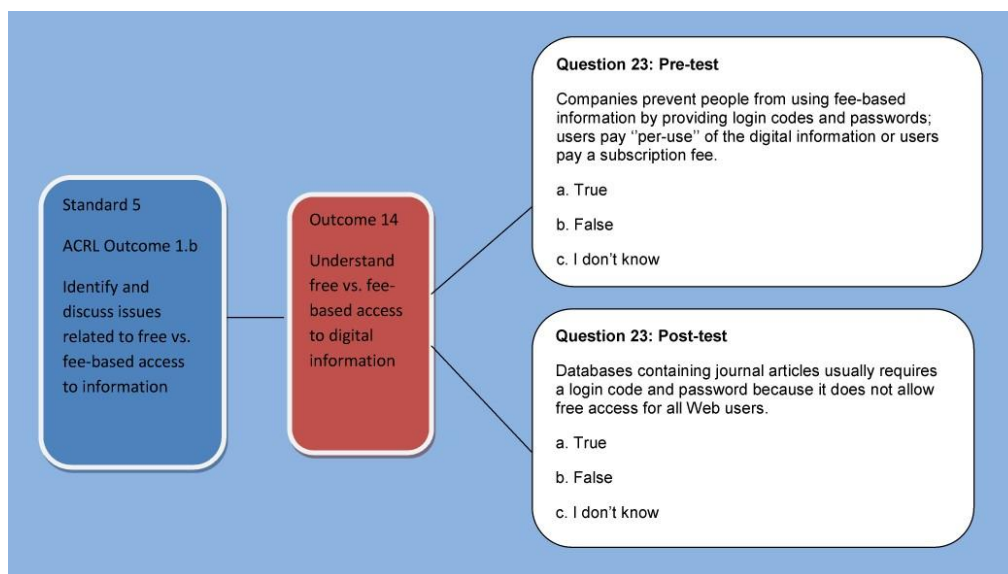 Standard 5
ACRL Outcome 1.b
Identify and
discuss issues
related to free vs.
fee-based access
to information
Outcome 14
Understand
free vs. fee-
based access
to digital
information
Question 23: Pre-test
Companies prevent people from using fee-based
information by providing login codes and passwords;
users pay ‘'per-use’' of the digital information or users
pay a subscription fee.
a. True
b. False
c. I don’t know
Question 23: Post-test
Databases containing journal articles usually requires
a login code and password because it does not allow
free access for all Web users.
a. True
b. False
c. I don’t know